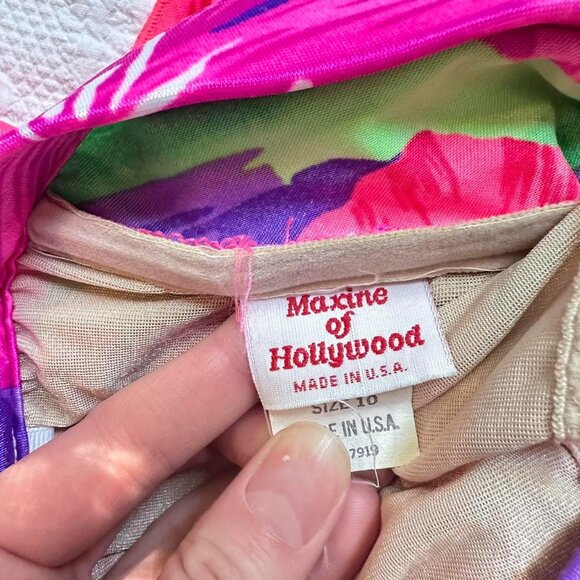 Maxine
of
Hollywood
MADE IN U.S.A.
SIZE 10
E IN U.S.A.
7919